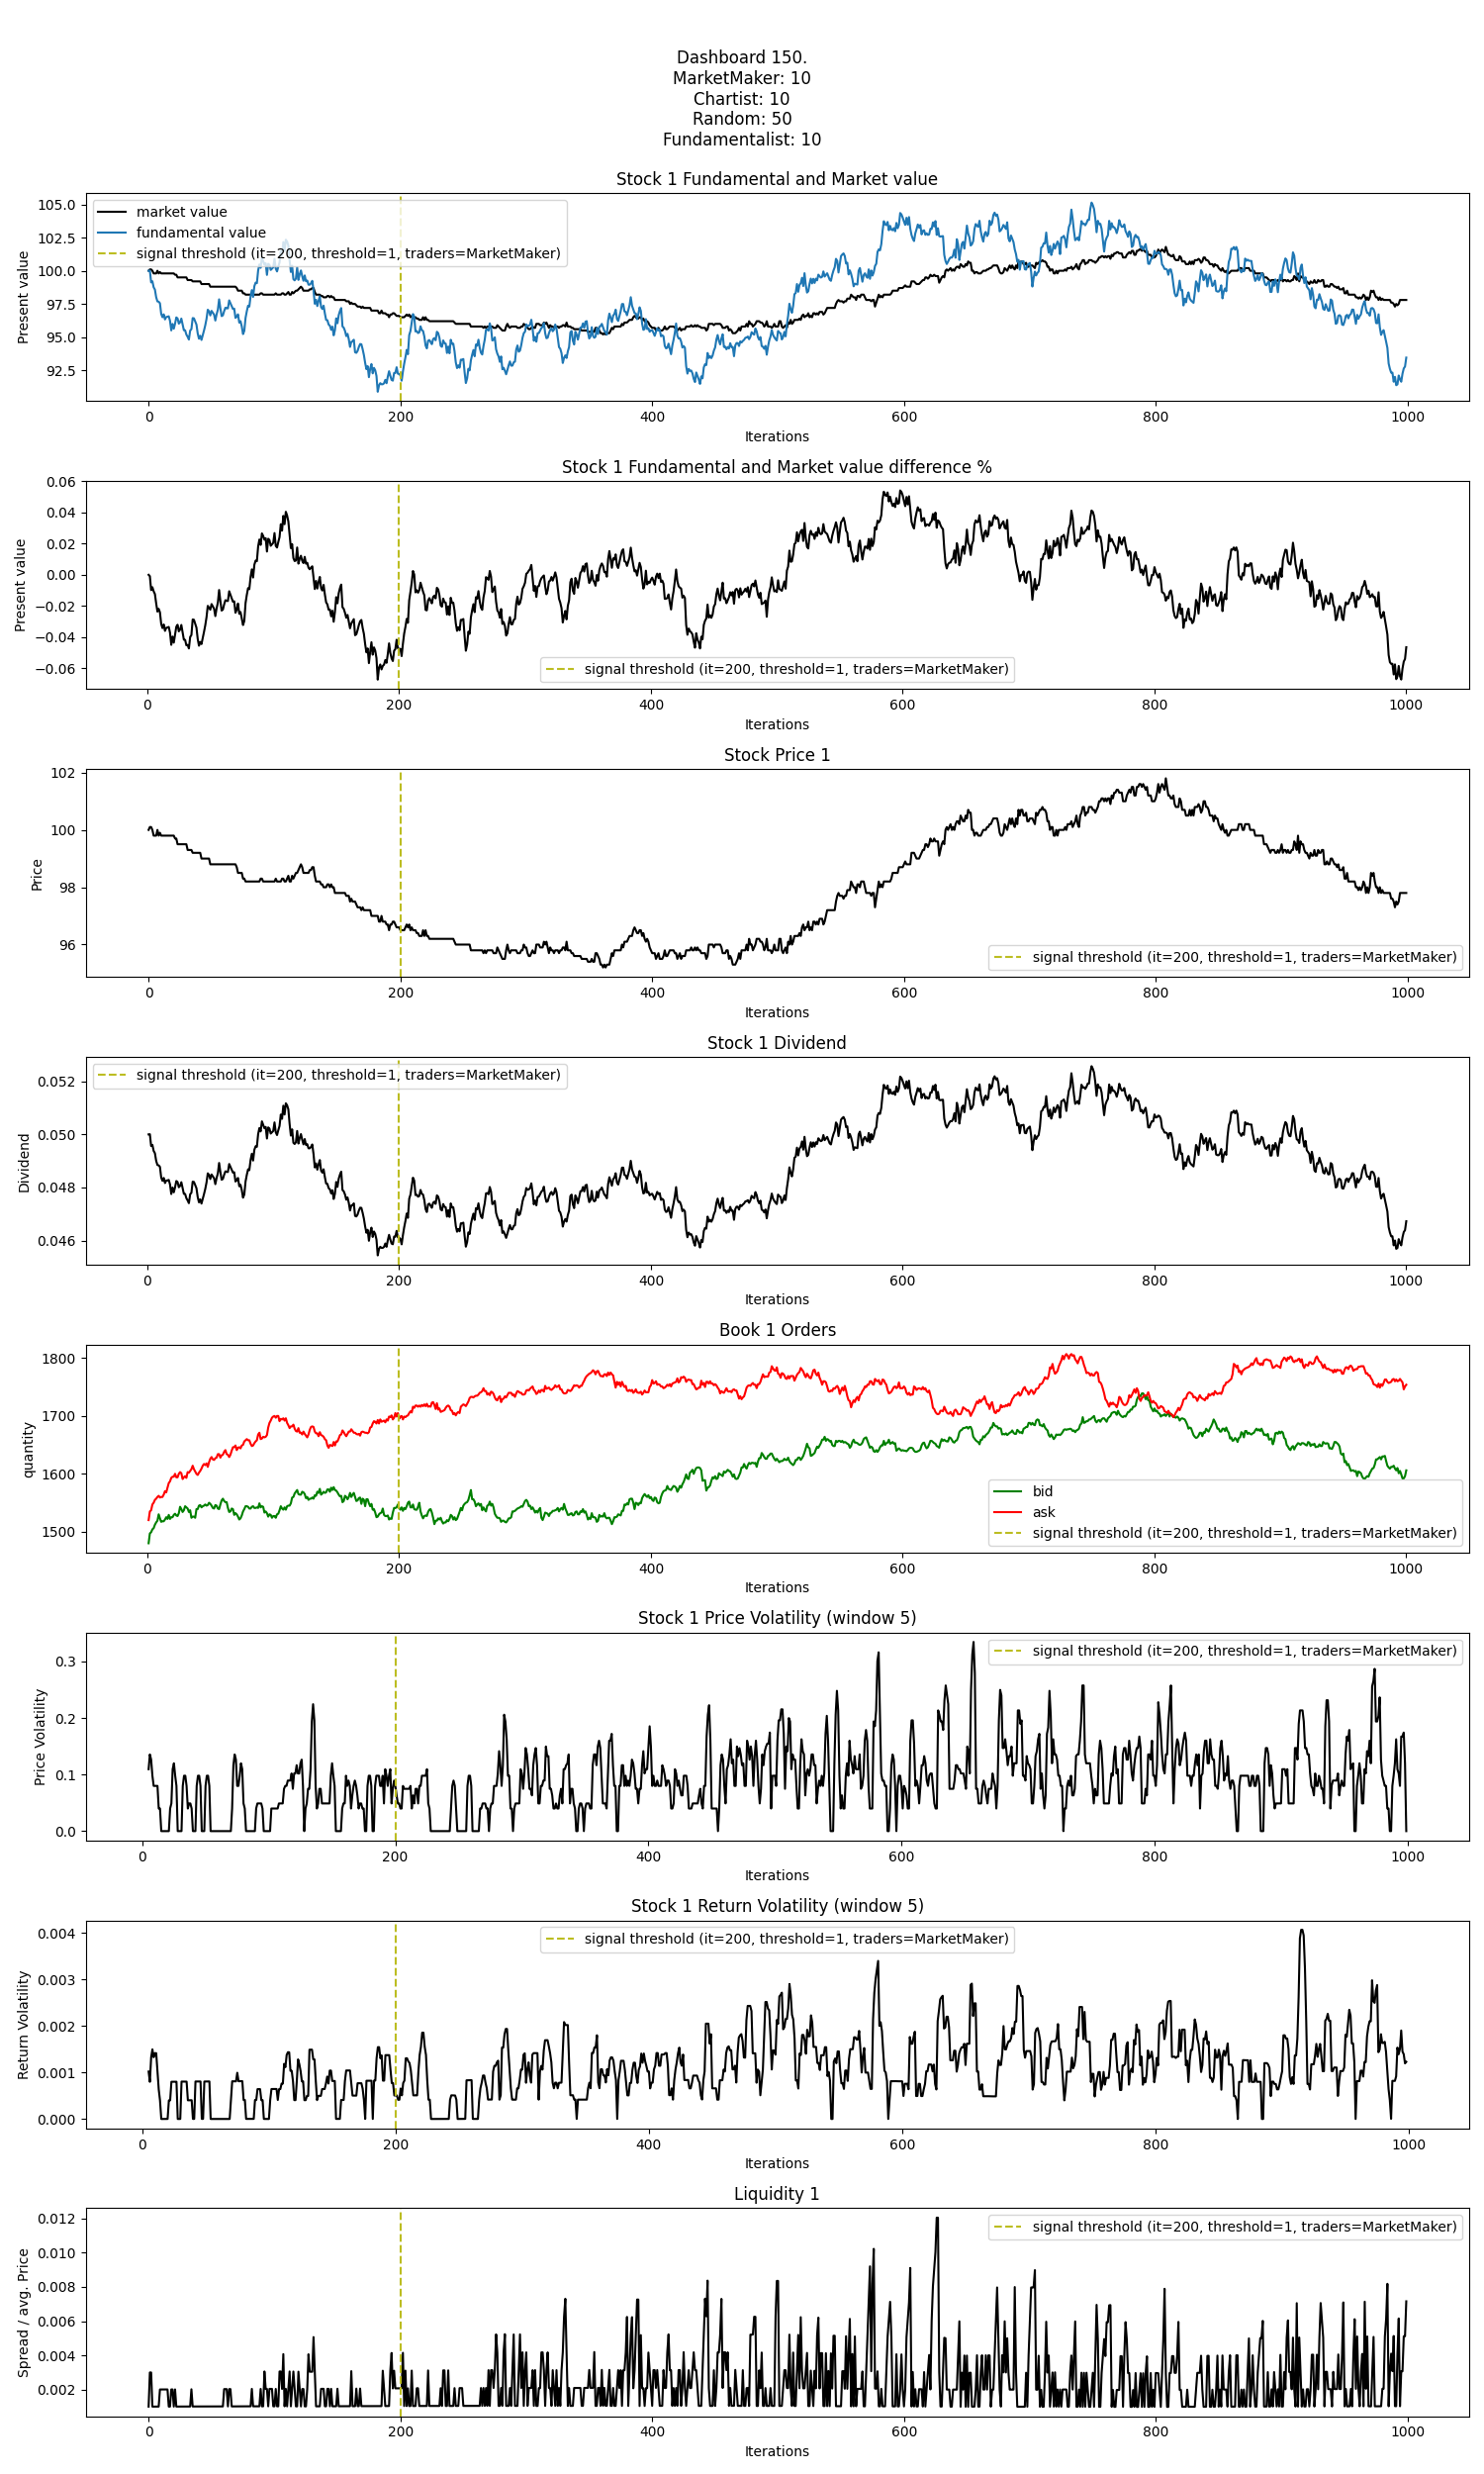 Dashboard 150.
MarketMaker: 10
Chartist: 10
Random: 50
Fundamentalist: 10
Stock 1 Fundamental and Market value
105.0
102.5
100.0
97.5
95.0
92.5
Present value
market value
fundamental value
signal threshold (it=200, threshold=1, traders=MarketMaker)
0 200 400 600 800 1000
Iterations
Stock 1 Fundamental and Market value difference %
0.06
0.04
0.02
0.00
−0.02
−0.04
−0.06
Present value
signal threshold (it=200, threshold=1, traders=MarketMaker)
0 200 400 600 800 1000
Iterations
Stock Price 1
102
100
98
96
Price
signal threshold (it=200, threshold=1, traders=MarketMaker)
0 200 400 600 800 1000
Iterations
Stock 1 Dividend
0.052
0.050
0.048
0.046
Dividend
signal threshold (it=200, threshold=1, traders=MarketMaker)
0 200 400 600 800 1000
Iterations
Book 1 Orders
1800
1700
1600
1500
quantity
bid
ask
signal threshold (it=200, threshold=1, traders=MarketMaker)
0 200 400 600 800 1000
Iterations
Stock 1 Price Volatility (window 5)
0.3
0.2
0.1
0.0
Price Volatility
signal threshold (it=200, threshold=1, traders=MarketMaker)
0 200 400 600 800 1000
Iterations
Stock 1 Return Volatility (window 5)
0.004
0.003
0.002
0.001
0.000
Return Volatility
signal threshold (it=200, threshold=1, traders=MarketMaker)
0 200 400 600 800 1000
Iterations
Liquidity 1
0.012
0.010
0.008
0.006
0.004
0.002
Spread / avg. Price
signal threshold (it=200, threshold=1, traders=MarketMaker)
0 200 400 600 800 1000
Iterations